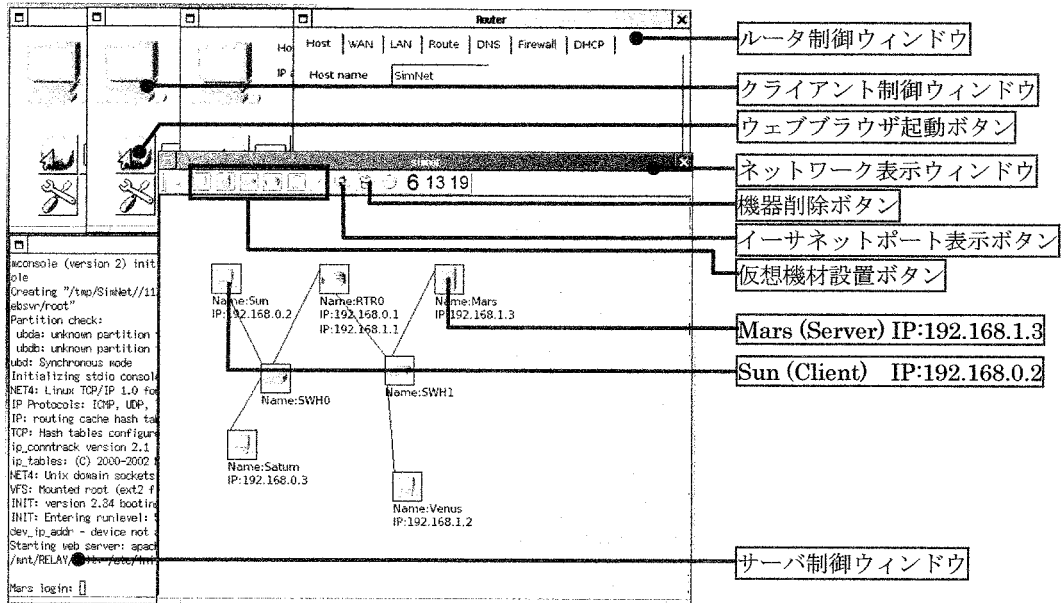 Router
Host WAN LAN Route DNS Firewall DHCP
Host name SimNet
Ho
IP
6 13 19
mconsole (version 2) init
ole
Creating "/tmp/SimNet//11
ebsvr/root"
Partition check:
ubda: unknown partition
ubdb: unknown partition
ubd: Synchronous mode
Initializing stdio consol
NET4: Linux TCP/IP 1.0 fo
IP Protocols: ICMP, UDP,
IP: routing cache hash ta
TCP: Hash tables configur
ip_conntrack version 2.1
ip_tables: (C) 2000-2002
NET4: Unix domain sockets
VFS: Mounted root (ext2 f
INIT: version 2.84 bootin
INIT: Entering runlevel:
dev_ip_addr - device not
Starting web server: apac
/mnt/RELAY/
Mars login:
Name:Sun
IP:192.168.0.2
Name:RTR0
IP:192.168.0.1
IP:192.168.1.1
Name:Mars
IP:192.168.1.3
Name:SWH0
Name:SWH1
Name:Saturn
IP:192.168.0.3
Name:Venus
IP:192.168.1.2
ルータ制御ウィンドウ
クライアント制御ウィンドウ
ウェブブラウザ起動ボタン
ネットワーク表示ウィンドウ
機器削除ボタン
イーサネットポート表示ボタン
仮想機材設置ボタン
Mars (Server) IP:192.168.1.3
Sun (Client) IP:192.168.0.2
サーバ制御ウィンドウ